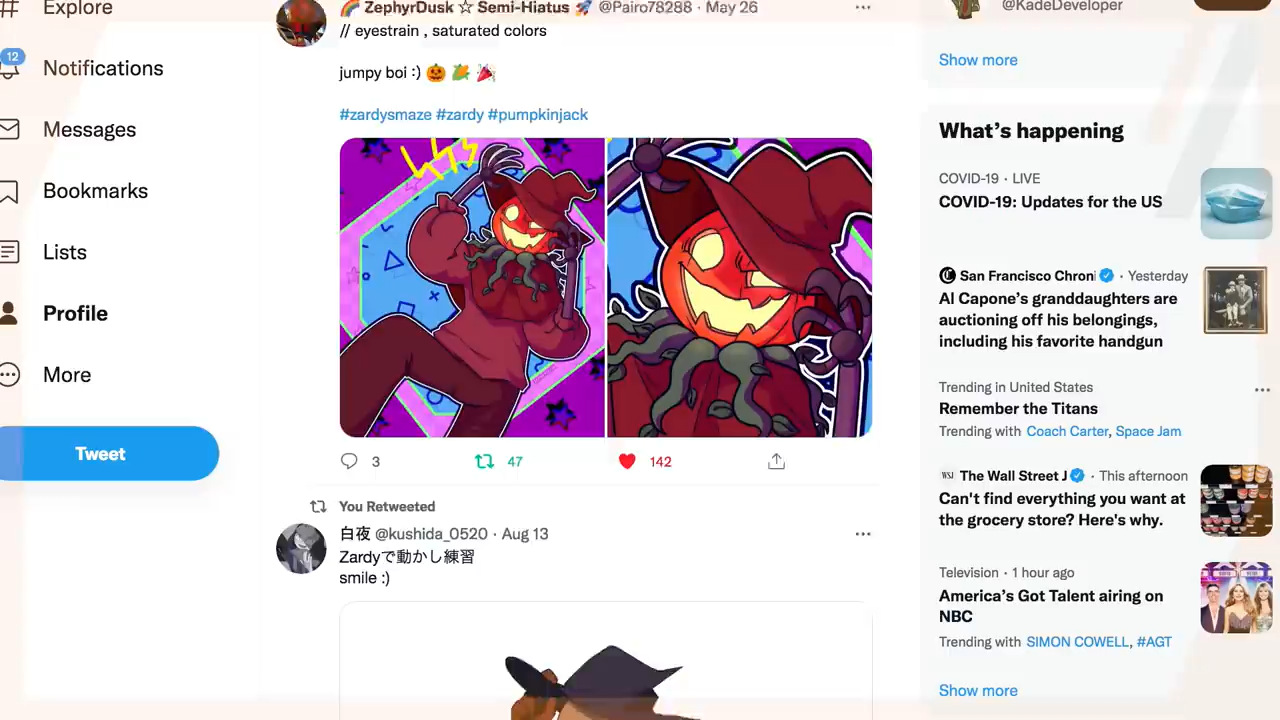 Explore
12
Notifications
Messages
Bookmarks
Lists
Profile
More
Tweet
🌈 ZephyrDusk ☆ Semi-Hiatus 🚀 @Pairo78288 · May 26
// eyestrain , saturated colors
jumpy boi :) 🎃 🌽 🎉
#zardysmaze #zardy #pumpkinjack
3
47
142
You Retweeted
白夜 @kushida_0520 · Aug 13
Zardyで動かし練習
smile :)
@KadeDeveloper
Show more
What's happening
COVID-19 · LIVE
COVID-19: Updates for the US
San Francisco Chroni · Yesterday
Al Capone's granddaughters are
auctioning off his belongings,
including his favorite handgun
Trending in United States
Remember the Titans
Trending with Coach Carter, Space Jam
WSJ The Wall Street J · This afternoon
Can't find everything you want at
the grocery store? Here's why.
Television · 1 hour ago
America's Got Talent airing on
NBC
Trending with SIMON COWELL, #AGT
Show more